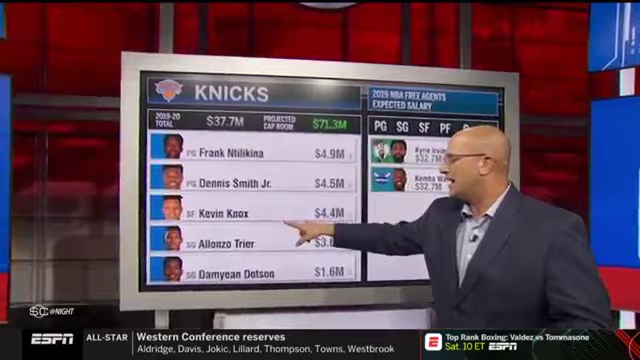 KNICKS
2019-20 TOTAL $37.7M PROJECTED CAP ROOM $71.3M
PG Frank Ntilikina $4.9M
PG Dennis Smith Jr. $4.5M
SF Kevin Knox $4.4M
SG Allonzo Trier
SG Damyean Dotson $1.6M
2019 NBA FREE AGENTS
EXPECTED SALARY
PG SG SF PF
Kyrie
$32.7M
Kemba
$32.7M
SC @NIGHT
ESPN
ALL-STAR
Western Conference reserves
Aldridge, Davis, Jokic, Lillard, Thompson, Towns, Westbrook
Top Rank Boxing: Valdez vs Tommasone
Sat. 10 ET ESPN